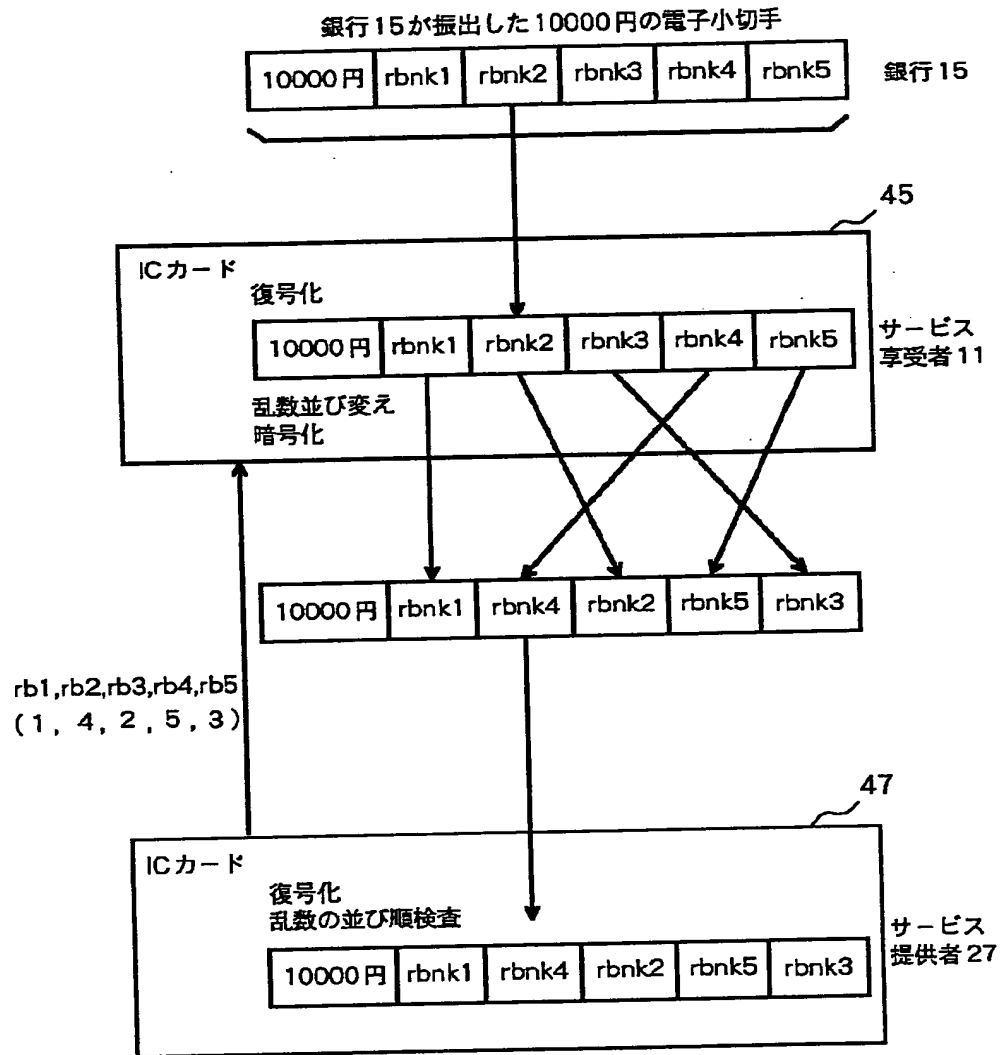 銀行15が振出した10000円の電子小切手
10000円 rbnk1 rbnk2 rbnk3 rbnk4 rbnk5 銀行15
45
ICカード
復号化
10000円 rbnk1 rbnk2 rbnk3 rbnk4 rbnk5
サービス
享受者11
乱数並び変え
暗号化
10000円 rbnk1 rbnk4 rbnk2 rbnk5 rbnk3
rb1,rb2,rb3,rb4,rb5
(1, 4, 2, 5, 3)
47
ICカード
復号化
乱数の並び順検査
サービス
提供者27
10000円 rbnk1 rbnk4 rbnk2 rbnk5 rbnk3